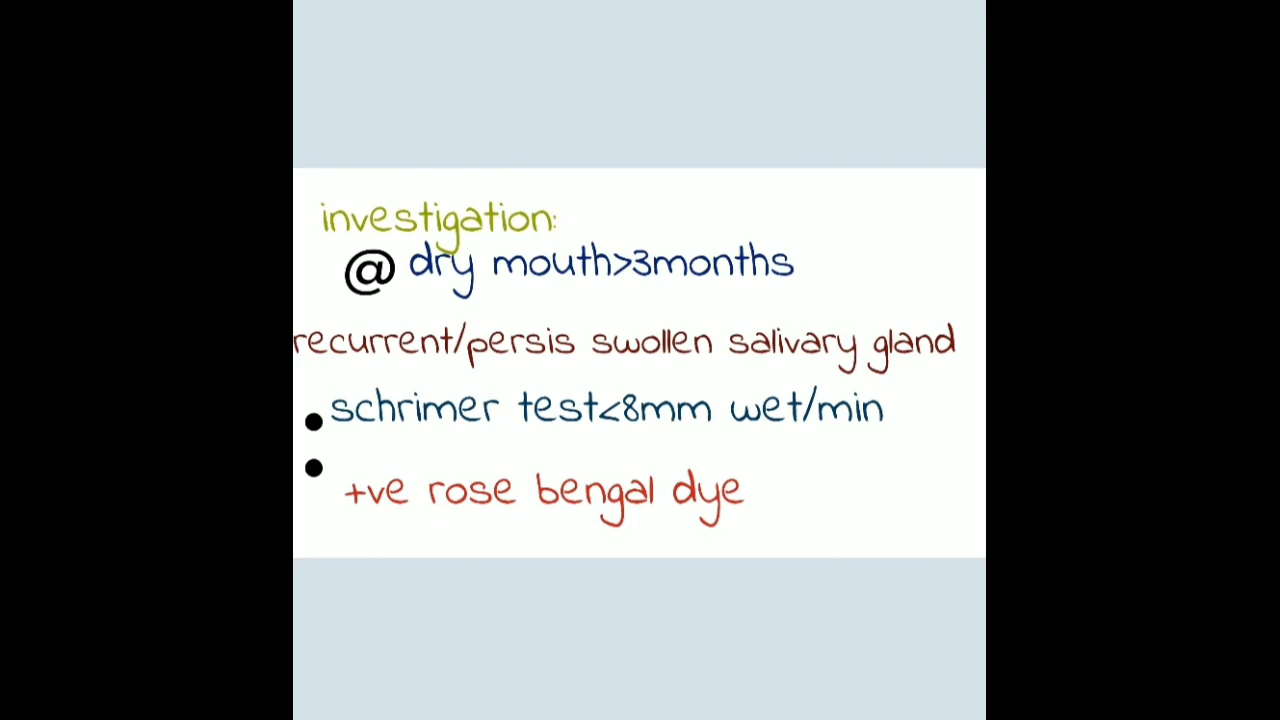 investigation:
@ dry mouth>3months
recurrent/persis swollen salivary gland
• schrimer test<8mm wet/min
• +ve rose bengal dye